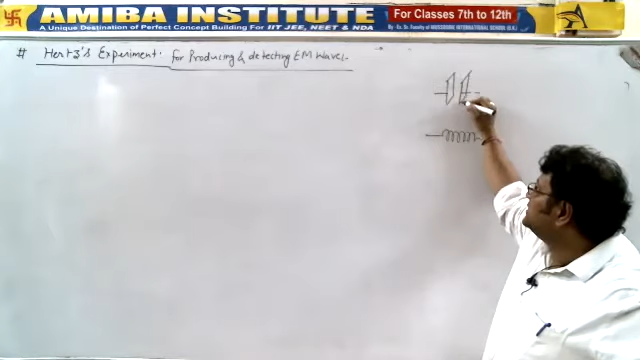 AMIBA INSTITUTE
A Unique Destination of Perfect Concept Building For IIT JEE, NEET & NDA
For Classes 7th to 12th
# Hertz's Experiment. for Producing & detecting EM Waves.